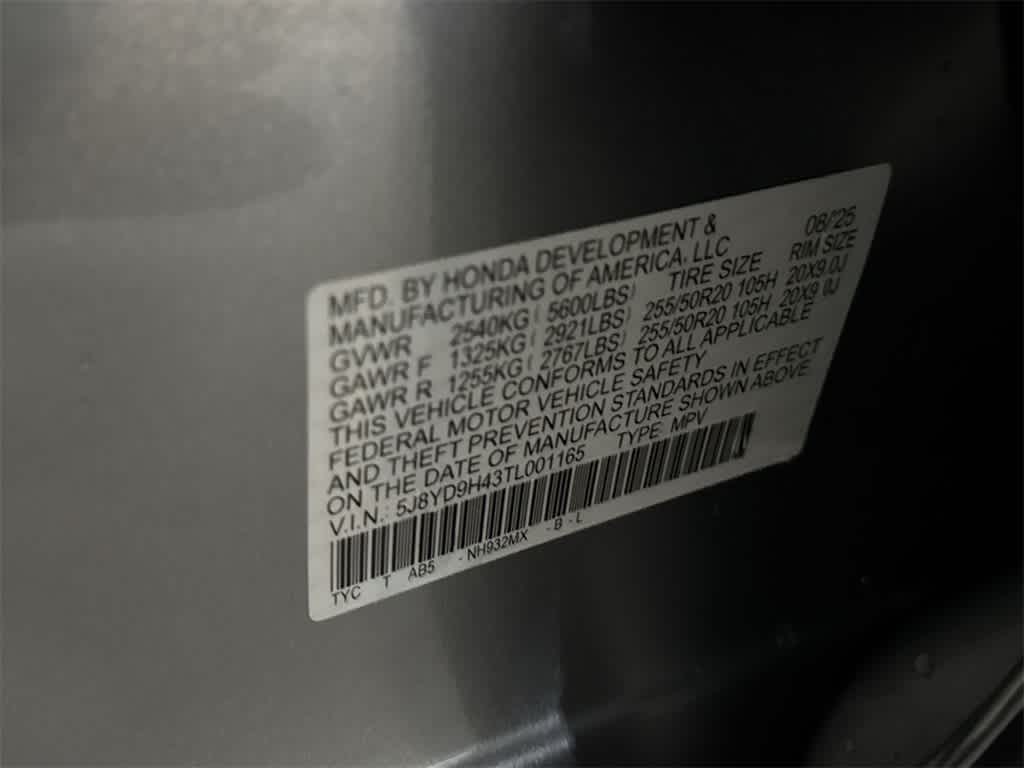 MFD. BY HONDA DEVELOPMENT & 08/25
MANUFACTURING OF AMERICA, LLC RIM SIZE
GVWR 2540KG ( 5600LBS) TIRE SIZE
GAWR F 1325KG ( 2921LBS) 255/50R20 105H 20X9.0J
GAWR R 1255KG ( 2767LBS) 255/50R20 105H 20X9.0J
THIS VEHICLE CONFORMS TO ALL APPLICABLE
FEDERAL MOTOR VEHICLE SAFETY
AND THEFT PREVENTION STANDARDS IN EFFECT
ON THE DATE OF MANUFACTURE SHOWN ABOVE.
V.I.N.: 5J8YD9H43TL001165 TYPE: MPV
TYC T AB5 - NH932MX - B - L